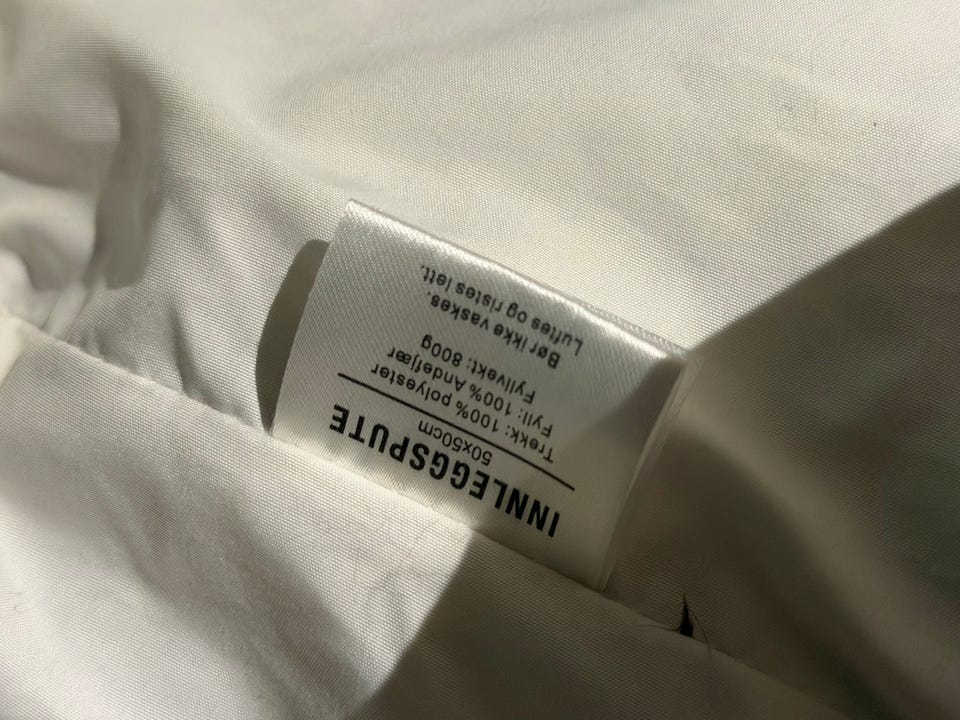 INNLEGGSPUTE
50x50cm
Trekk: 100% polyester
Fyll: 100% Andefjær
Fyllvekt: 800g
Bør ikke vaskes.
Luftes og ristes lett.